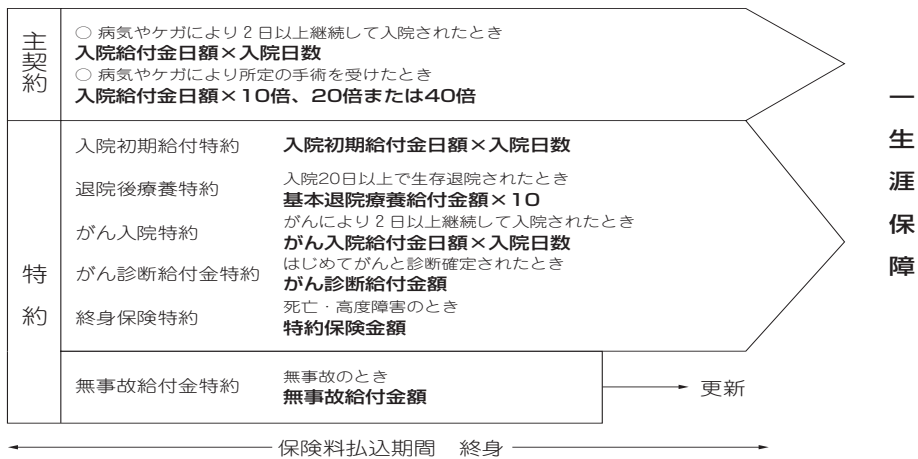 主契約
○ 病気やケガにより2日以上継続して入院されたとき
入院給付金日額×入院日数
○ 病気やケガにより所定の手術を受けたとき
入院給付金日額×10倍、20倍または40倍
特約
入院初期給付特約 入院初期給付金日額×入院日数
退院後療養特約 入院20日以上で生存退院されたとき
基本退院療養給付金額×10
がん入院特約 がんにより2日以上継続して入院されたとき
がん入院給付金日額×入院日数
がん診断給付金特約 はじめてがんと診断確定されたとき
がん診断給付金額
終身保険特約 死亡・高度障害のとき
特約保険金額
無事故給付金特約 無事故のとき
無事故給付金額
更新
一生涯保障
保険料払込期間 終身